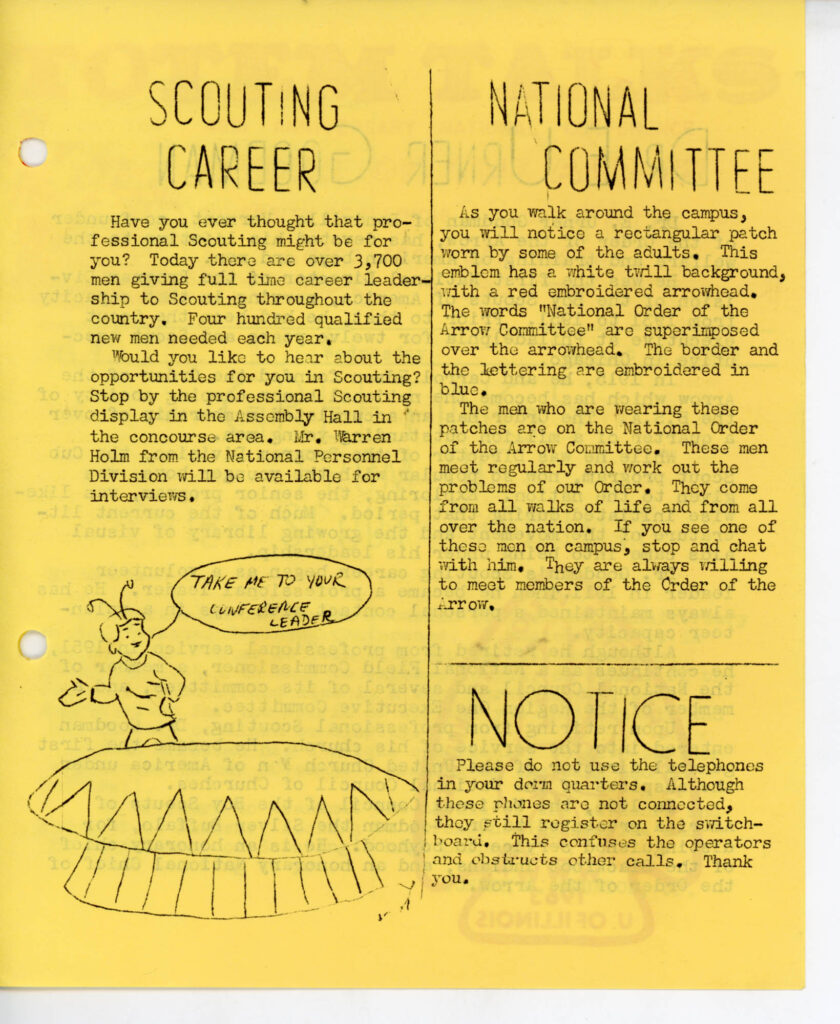 SCOUTING
CAREER
Have you ever thought that pro-
fessional Scouting might be for
you? Today there are over 3,700
men giving full time career leader-
ship to Scouting throughout the
country. Four hundred qualified
new men needed each year.
Would you like to hear about the
opportunities for you in Scouting?
Stop by the professional Scouting
display in the Assembly Hall in
the concourse area. Mr. Warren
Holm from the National Personnel
Division will be available for
interviews.
TAKE ME TO YOUR
CONFERENCE
LEADER
NATIONAL
COMMITTEE
As you walk around the campus,
you will notice a rectangular patch
worn by some of the adults. This
emblem has a white twill background,
with a red embroidered arrowhead.
The words "National Order of the
Arrow Committee" are superimposed
over the arrowhead. The border and
the lettering are embroidered in
blue.
The men who are wearing these
patches are on the National Order
of the Arrow Committee. These men
meet regularly and work out the
problems of our Order. They come
from all walks of life and from all
over the nation. If you see one of
these men on campus, stop and chat
with him. They are always willing
to meet members of the Order of the
Arrow.
NOTICE
Please do not use the telephones
in your dorm quarters. Although
these phones are not connected,
they still register on the switch-
board. This confuses the operators
and obstructs other calls. Thank
you.